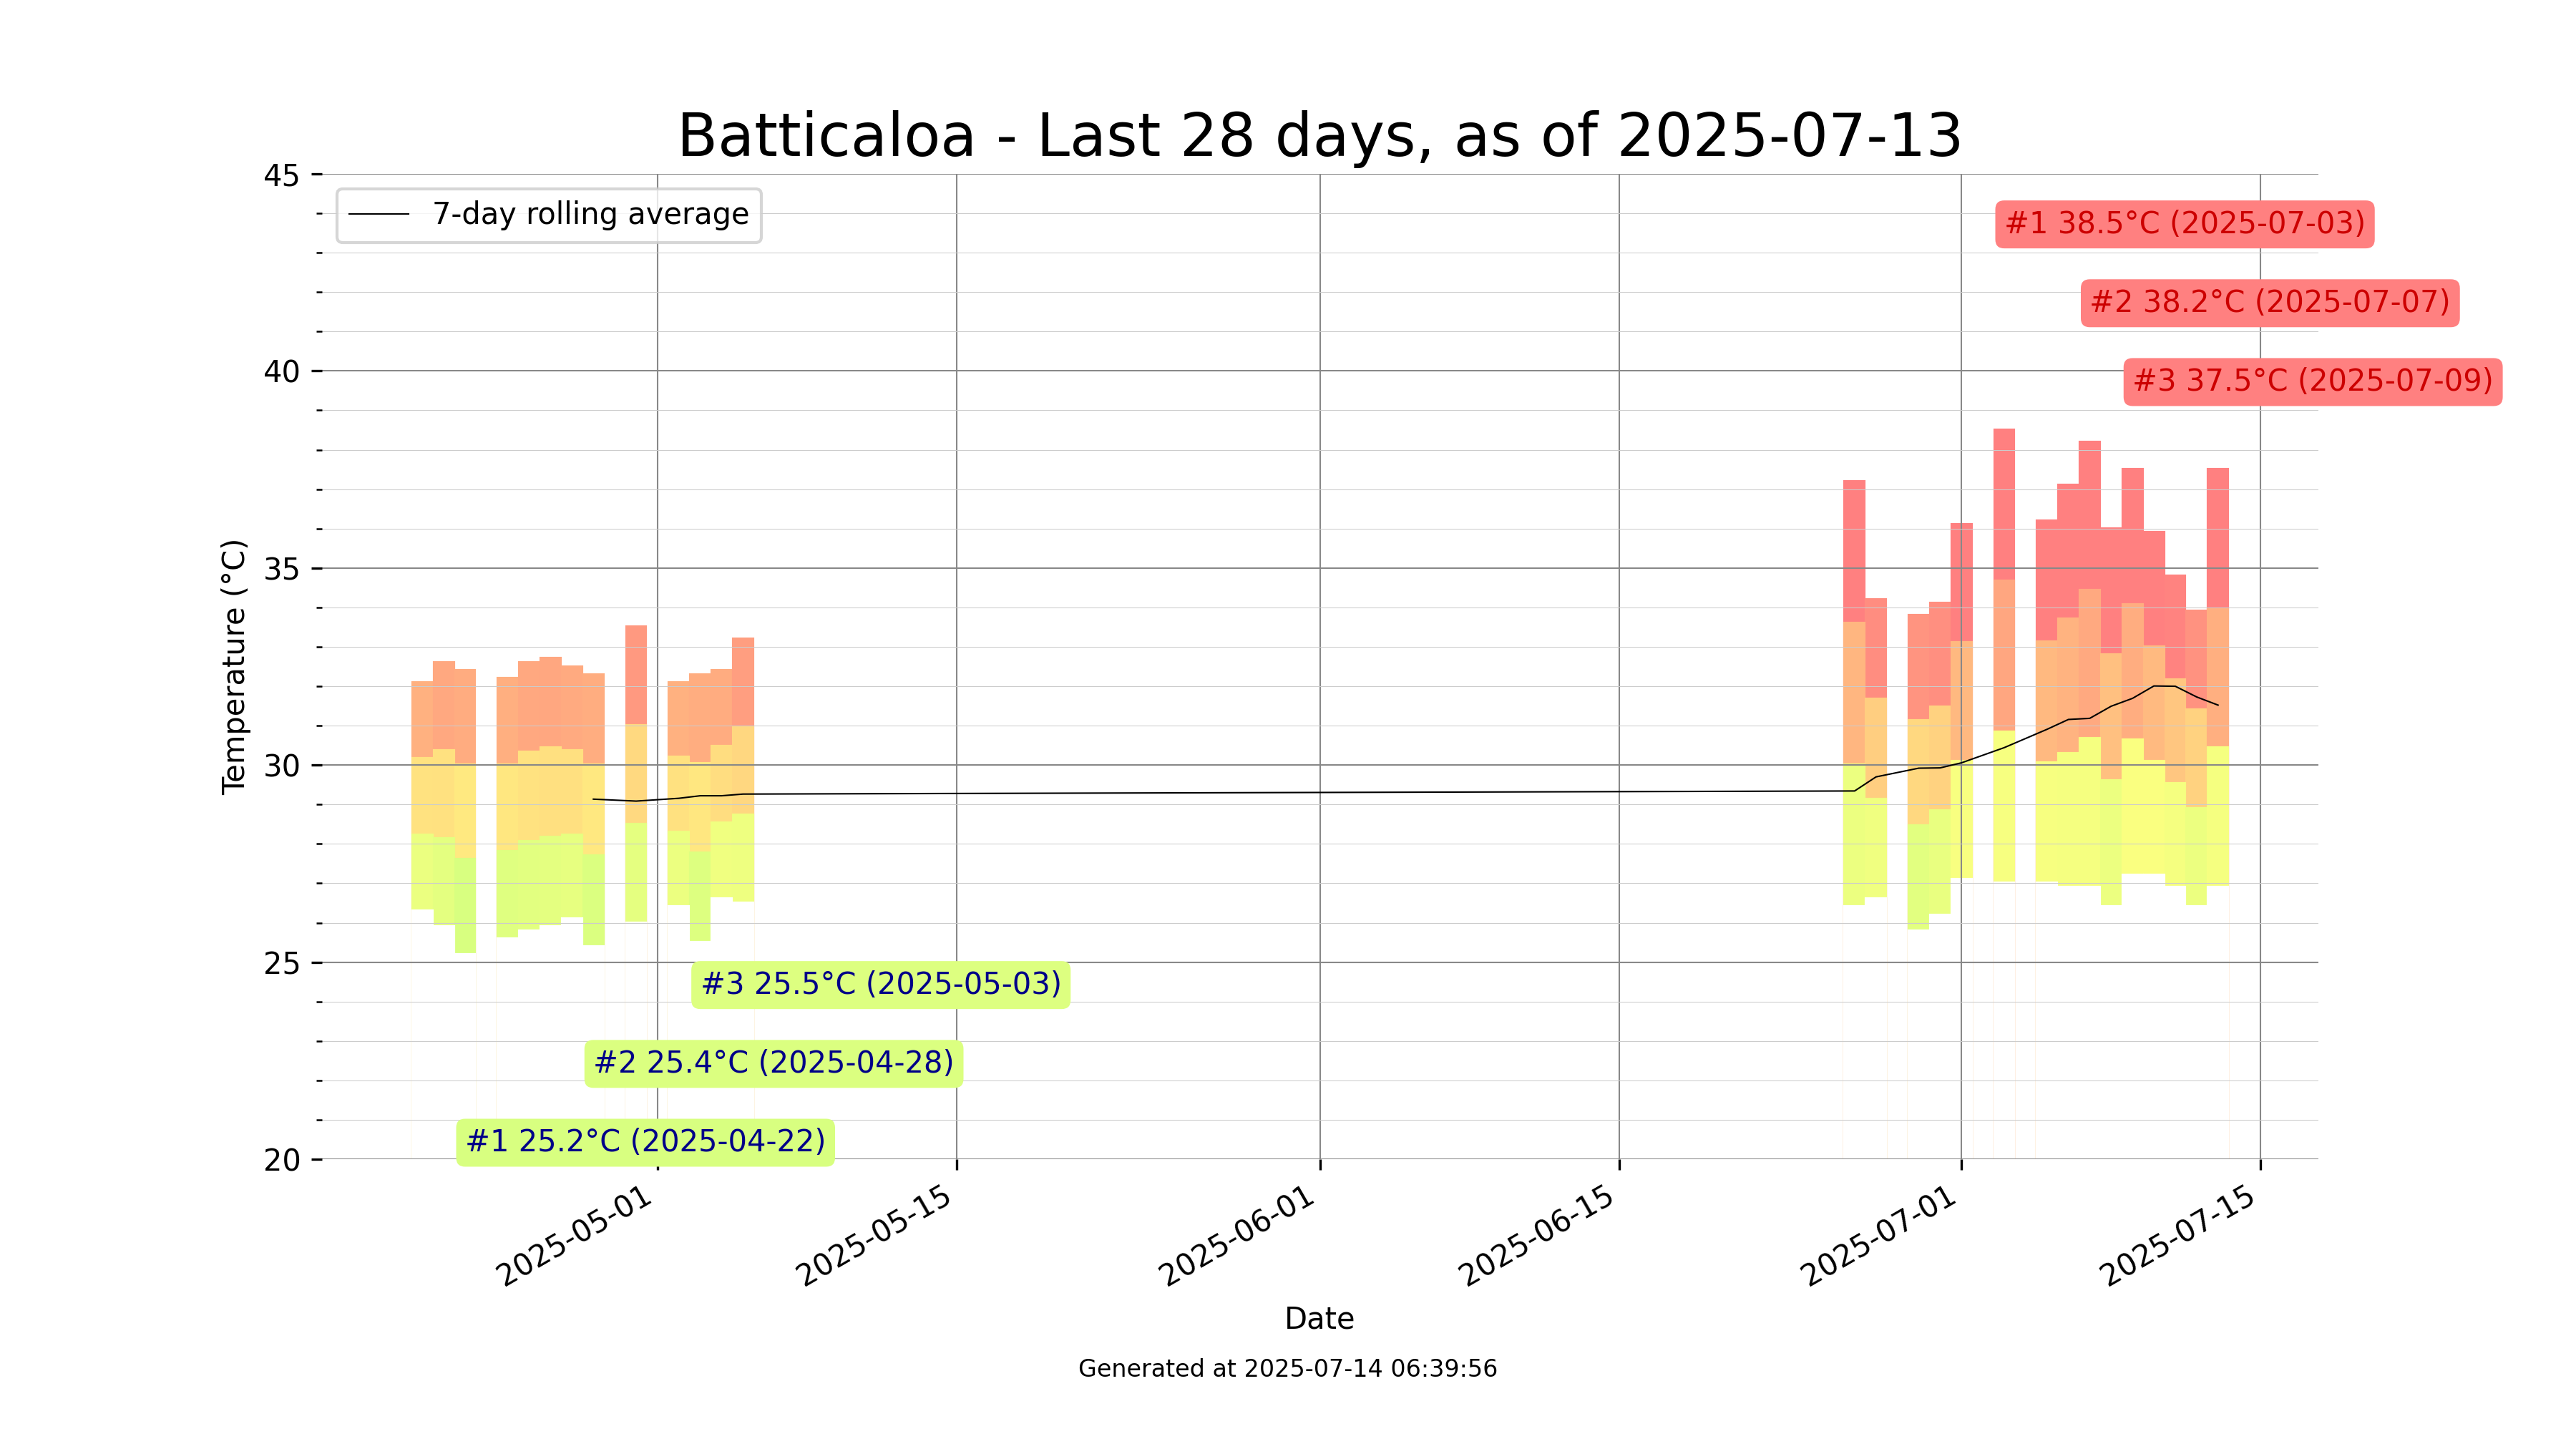 Batticaloa - Last 28 days, as of 2025-07-13
7-day rolling average
#1 38.5°C (2025-07-03)
#2 38.2°C (2025-07-07)
#3 37.5°C (2025-07-09)
45
40
35
30
25
20
Temperature (°C)
#3 25.5°C (2025-05-03)
#2 25.4°C (2025-04-28)
#1 25.2°C (2025-04-22)
2025-05-01
2025-05-15
2025-06-01
2025-06-15
2025-07-01
2025-07-15
Date
Generated at 2025-07-14 06:39:56